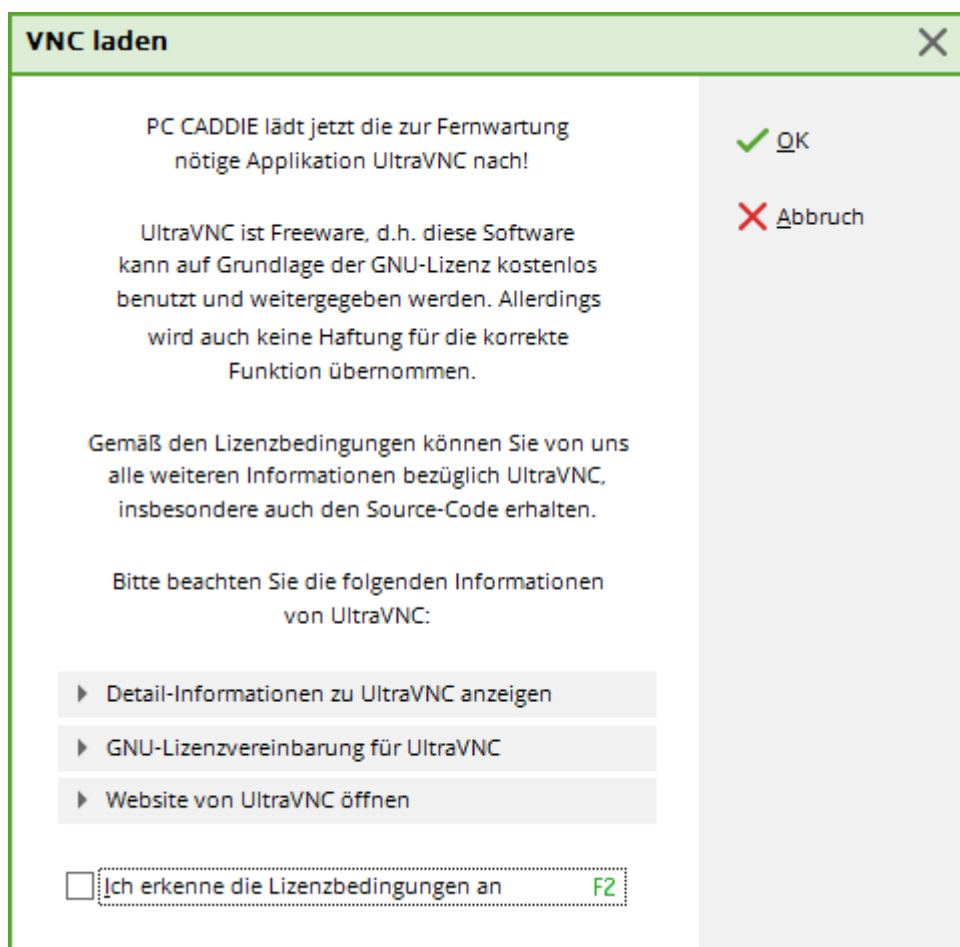 VNC laden
PC CADDIE lädt jetzt die zur Fernwartung
nötige Applikation UltraVNC nach!
UltraVNC ist Freeware, d.h. diese Software
kann auf Grundlage der GNU-Lizenz kostenlos
benutzt und weitergegeben werden. Allerdings
wird auch keine Haftung für die korrekte
Funktion übernommen.
Gemäß den Lizenzbedingungen können Sie von uns
alle weiteren Informationen bezüglich UltraVNC,
insbesondere auch den Source-Code erhalten.
Bitte beachten Sie die folgenden Informationen
von UltraVNC:
Detail-Informationen zu UltraVNC anzeigen
GNU-Lizenzvereinbarung für UltraVNC
Website von UltraVNC öffnen
Ich erkenne die Lizenzbedingungen an F2
OK
Abbruch